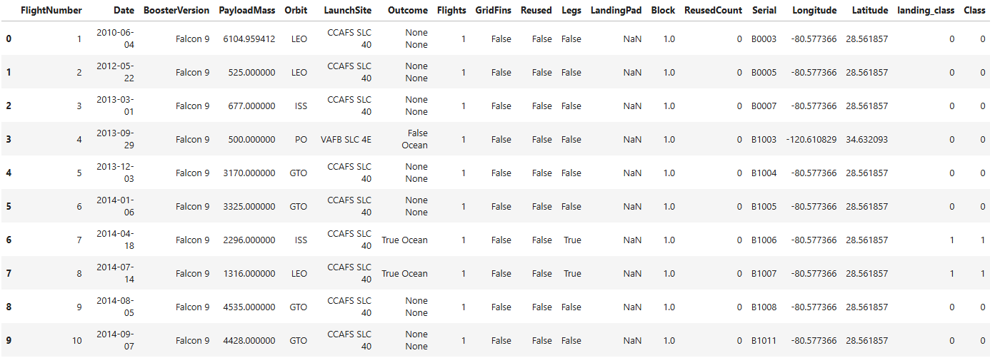 FlightNumber Date BoosterVersion PayloadMass Orbit LaunchSite Outcome Flights GridFins Reused Legs LandingPad Block ReusedCount Serial Longitude Latitude landing_class Class
0 1 2010-06-04 Falcon 9 6104.959412 LEO CCAFS SLC 40 None None 1 False False False NaN 1.0 0 B0003 -80.577366 28.561857 0 0
1 2 2012-05-22 Falcon 9 525.000000 LEO CCAFS SLC 40 None None 1 False False False NaN 1.0 0 B0005 -80.577366 28.561857 0 0
2 3 2013-03-01 Falcon 9 677.000000 ISS CCAFS SLC 40 None None 1 False False False NaN 1.0 0 B0007 -80.577366 28.561857 0 0
3 4 2013-09-29 Falcon 9 500.000000 PO VAFB SLC 4E False Ocean 1 False False False NaN 1.0 0 B1003 -120.610829 34.632093 0 0
4 5 2013-12-03 Falcon 9 3170.000000 GTO CCAFS SLC 40 None None 1 False False False NaN 1.0 0 B1004 -80.577366 28.561857 0 0
5 6 2014-01-06 Falcon 9 3325.000000 GTO CCAFS SLC 40 None None 1 False False False NaN 1.0 0 B1005 -80.577366 28.561857 0 0
6 7 2014-04-18 Falcon 9 2296.000000 ISS CCAFS SLC 40 True Ocean 1 False False True NaN 1.0 0 B1006 -80.577366 28.561857 1 1
7 8 2014-07-14 Falcon 9 1316.000000 LEO CCAFS SLC 40 True Ocean 1 False False True NaN 1.0 0 B1007 -80.577366 28.561857 1 1
8 9 2014-08-05 Falcon 9 4535.000000 GTO CCAFS SLC 40 None None 1 False False False NaN 1.0 0 B1008 -80.577366 28.561857 0 0
9 10 2014-09-07 Falcon 9 4428.000000 GTO CCAFS SLC 40 None None 1 False False False NaN 1.0 0 B1011 -80.577366 28.561857 0 0